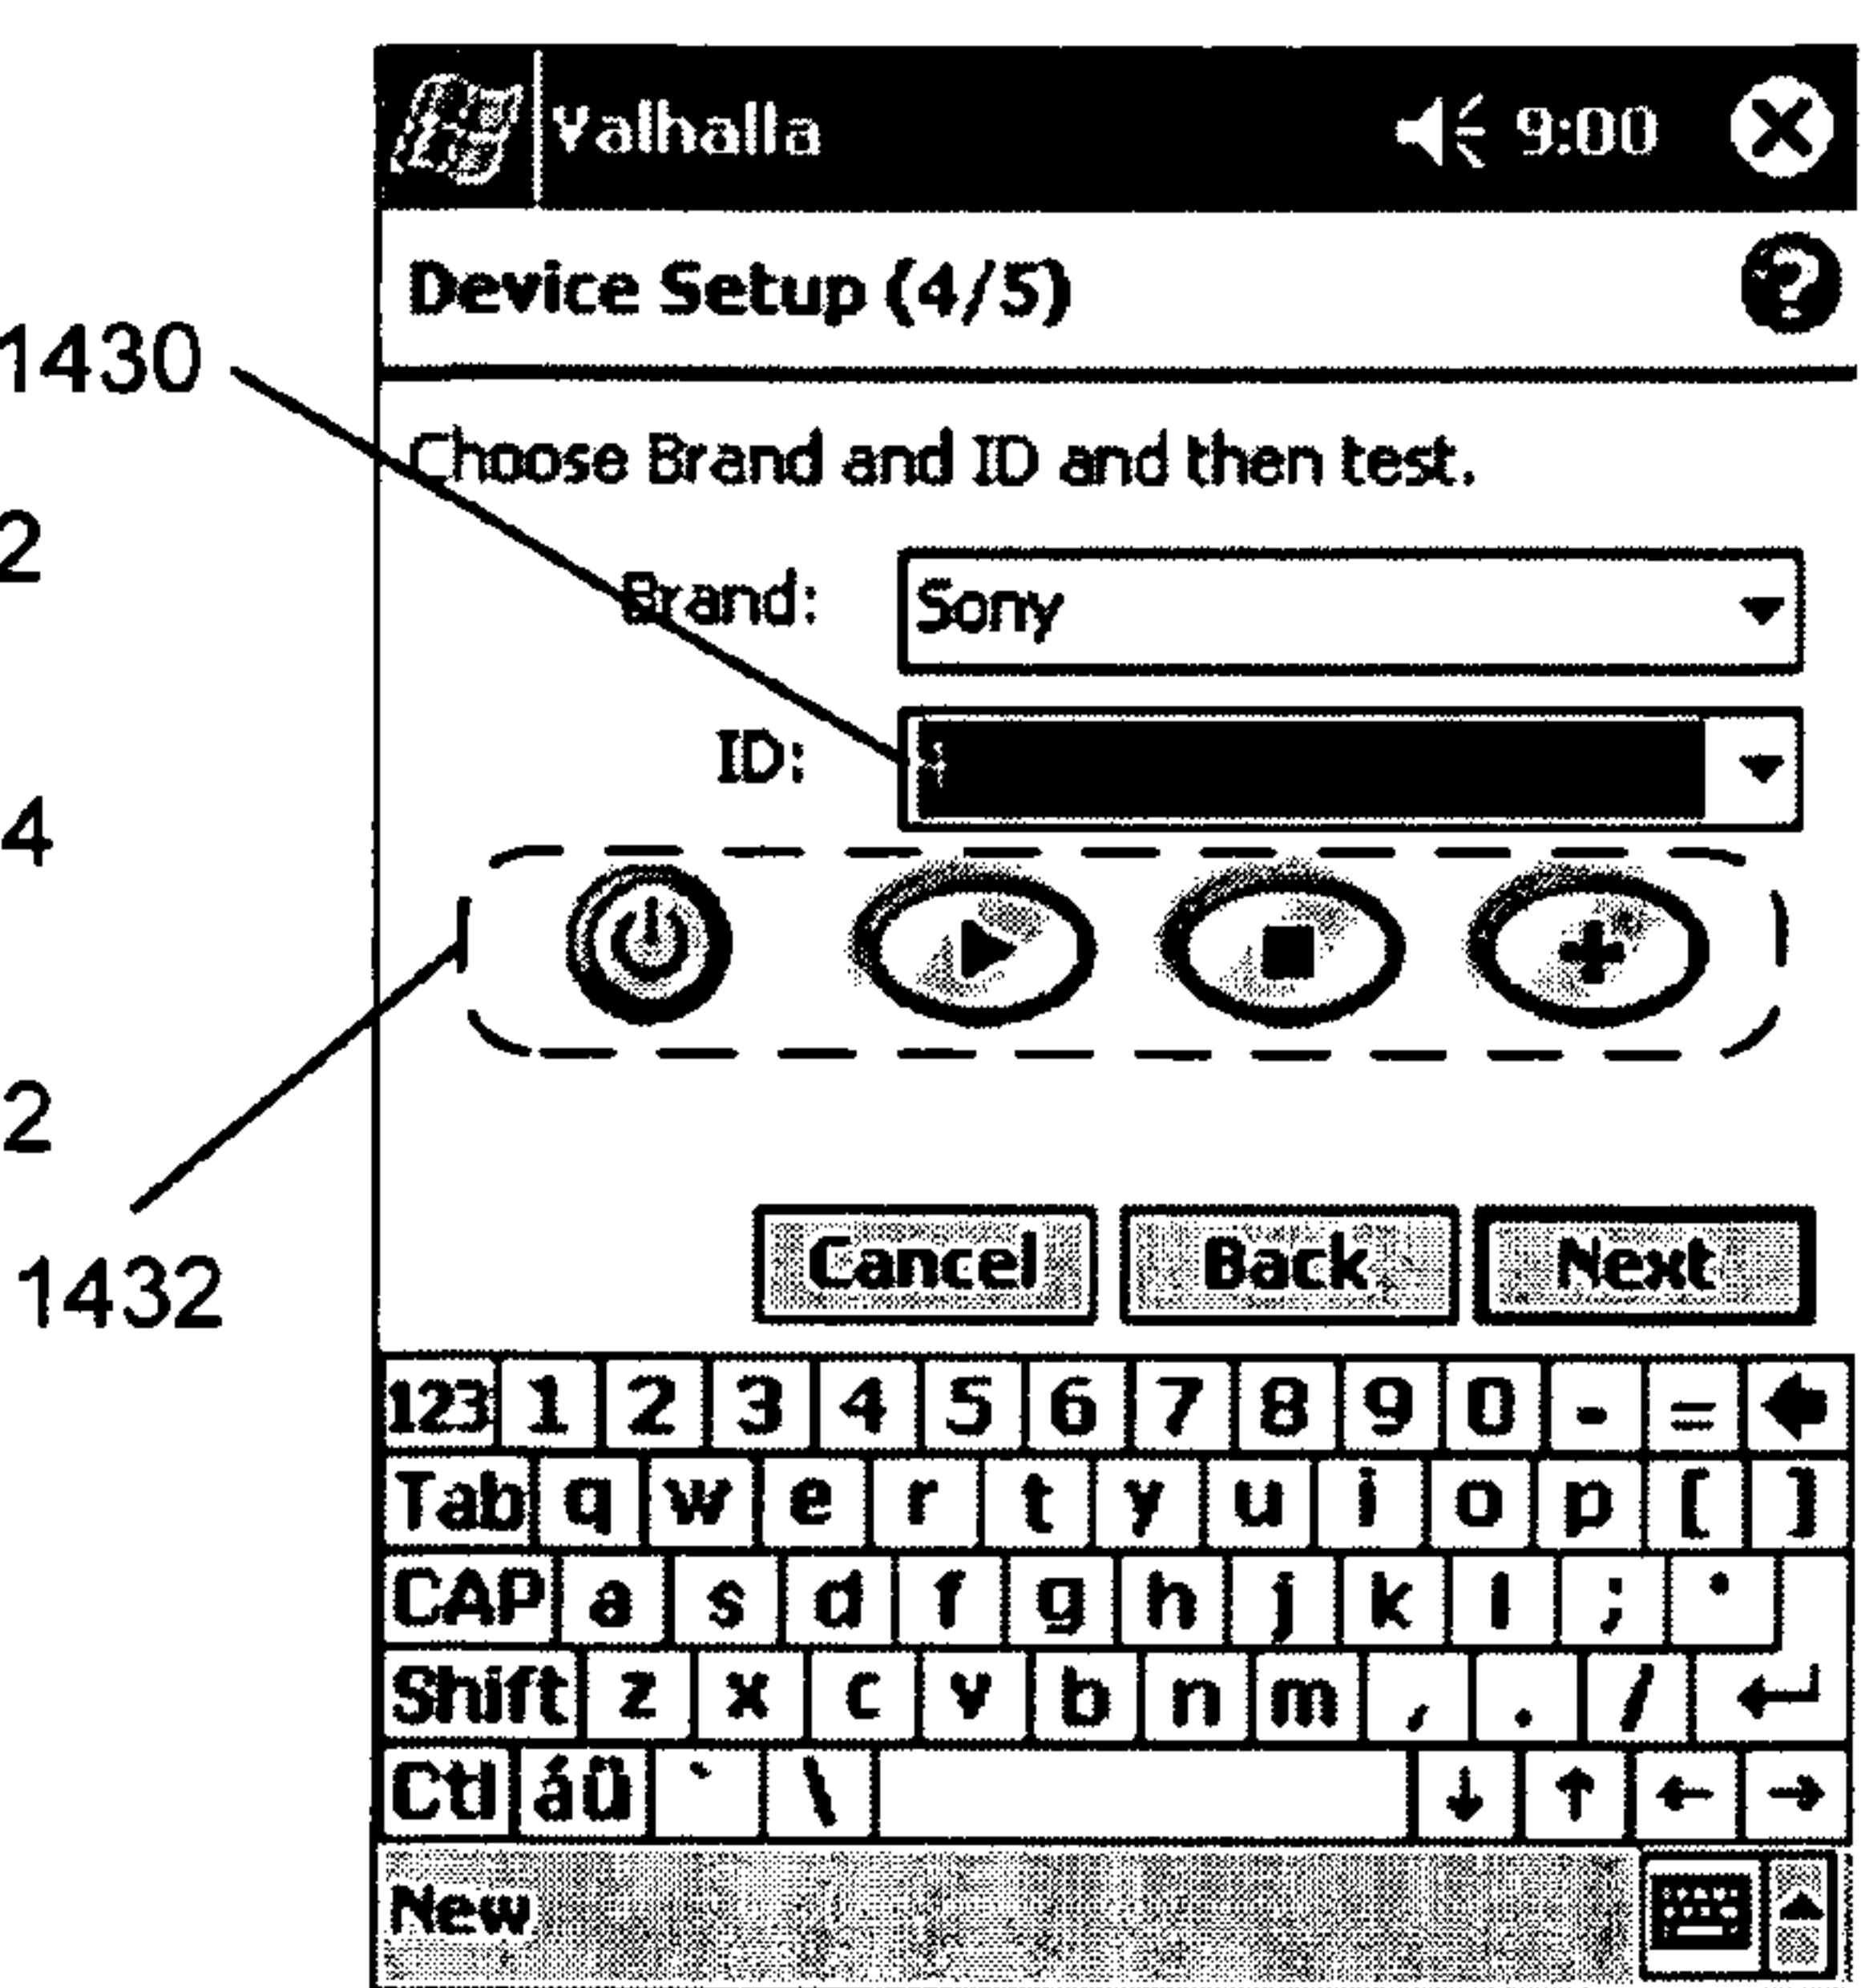 Valhalla 9:00
Device Setup (4/5) ?
1430
Choose Brand and ID and then test.
2
Brand: Sony
ID:
4
2
1432
Cancel Back Next
123 1 2 3 4 5 6 7 8 9 0 - =
Tab q w e r t y u i o p [ ]
CAP a s d f g h j k l ; '
Shift z x c v b n m , . /
Ctl áü ` \ ↓ ↑ ← →
New